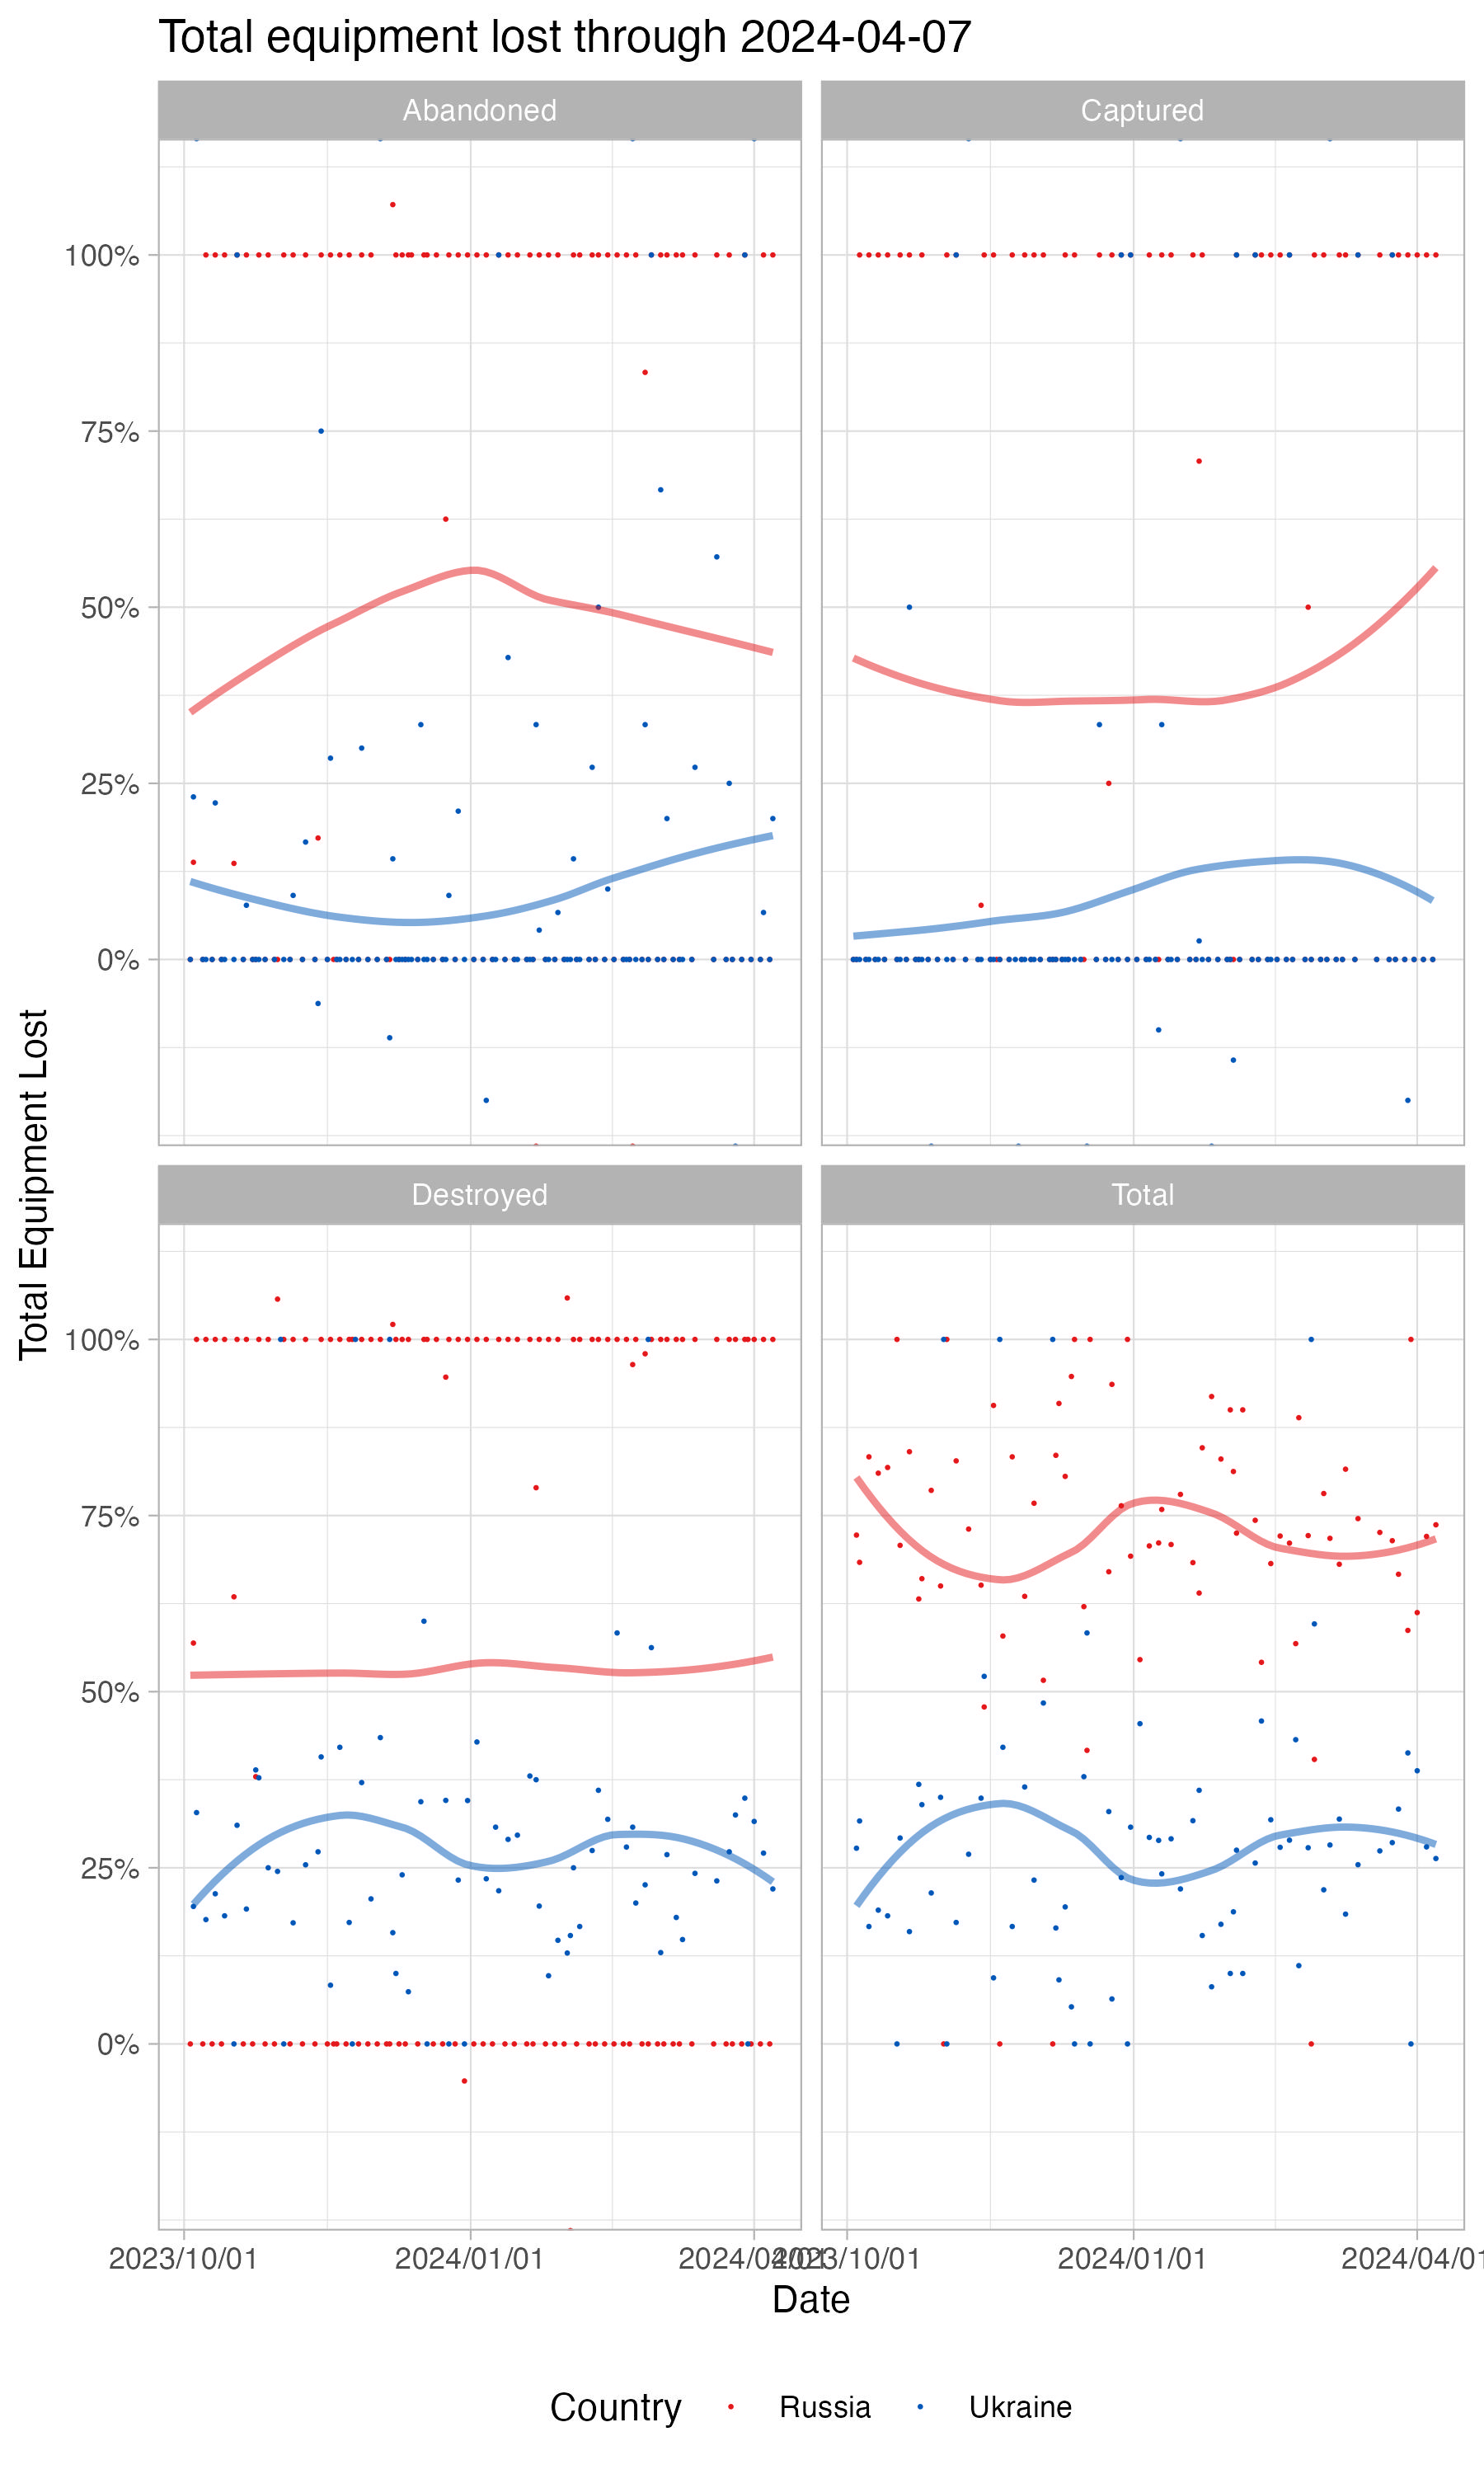 Total equipment lost through 2024-04-07
Abandoned
Captured
100%
75%
50%
25%
0%
Total Equipment Lost
Destroyed
Total
100%
75%
50%
25%
0%
2023/10/01
2024/01/01
2024/04/01
2023/10/01
2024/01/01
2024/04/01
Date
Country
Russia
Ukraine